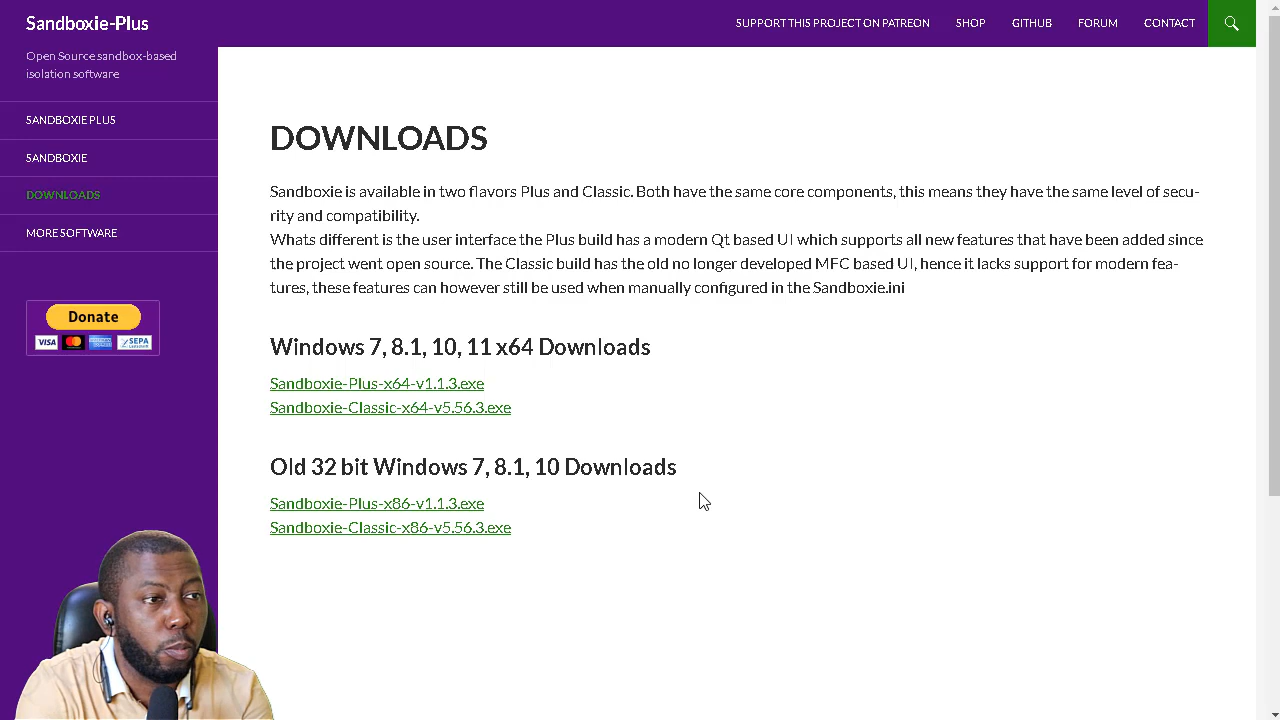 Sandboxie-Plus
SUPPORT THIS PROJECT ON PATREON
SHOP
GITHUB
FORUM
CONTACT
Open Source sandbox-based
isolation software
SANDBOXIE PLUS
SANDBOXIE
DOWNLOADS
MORE SOFTWARE
Donate
VISA
SEPA
DOWNLOADS
Sandboxie is available in two flavors Plus and Classic. Both have the same core components, this means they have the same level of secu-
rity and compatibility.
Whats different is the user interface the Plus build has a modern Qt based UI which supports all new features that have been added since
the project went open source. The Classic build has the old no longer developed MFC based UI, hence it lacks support for modern fea-
tures, these features can however still be used when manually configured in the Sandboxie.ini
Windows 7, 8.1, 10, 11 x64 Downloads
Sandboxie-Plus-x64-v1.1.3.exe
Sandboxie-Classic-x64-v5.56.3.exe
Old 32 bit Windows 7, 8.1, 10 Downloads
Sandboxie-Plus-x86-v1.1.3.exe
Sandboxie-Classic-x86-v5.56.3.exe